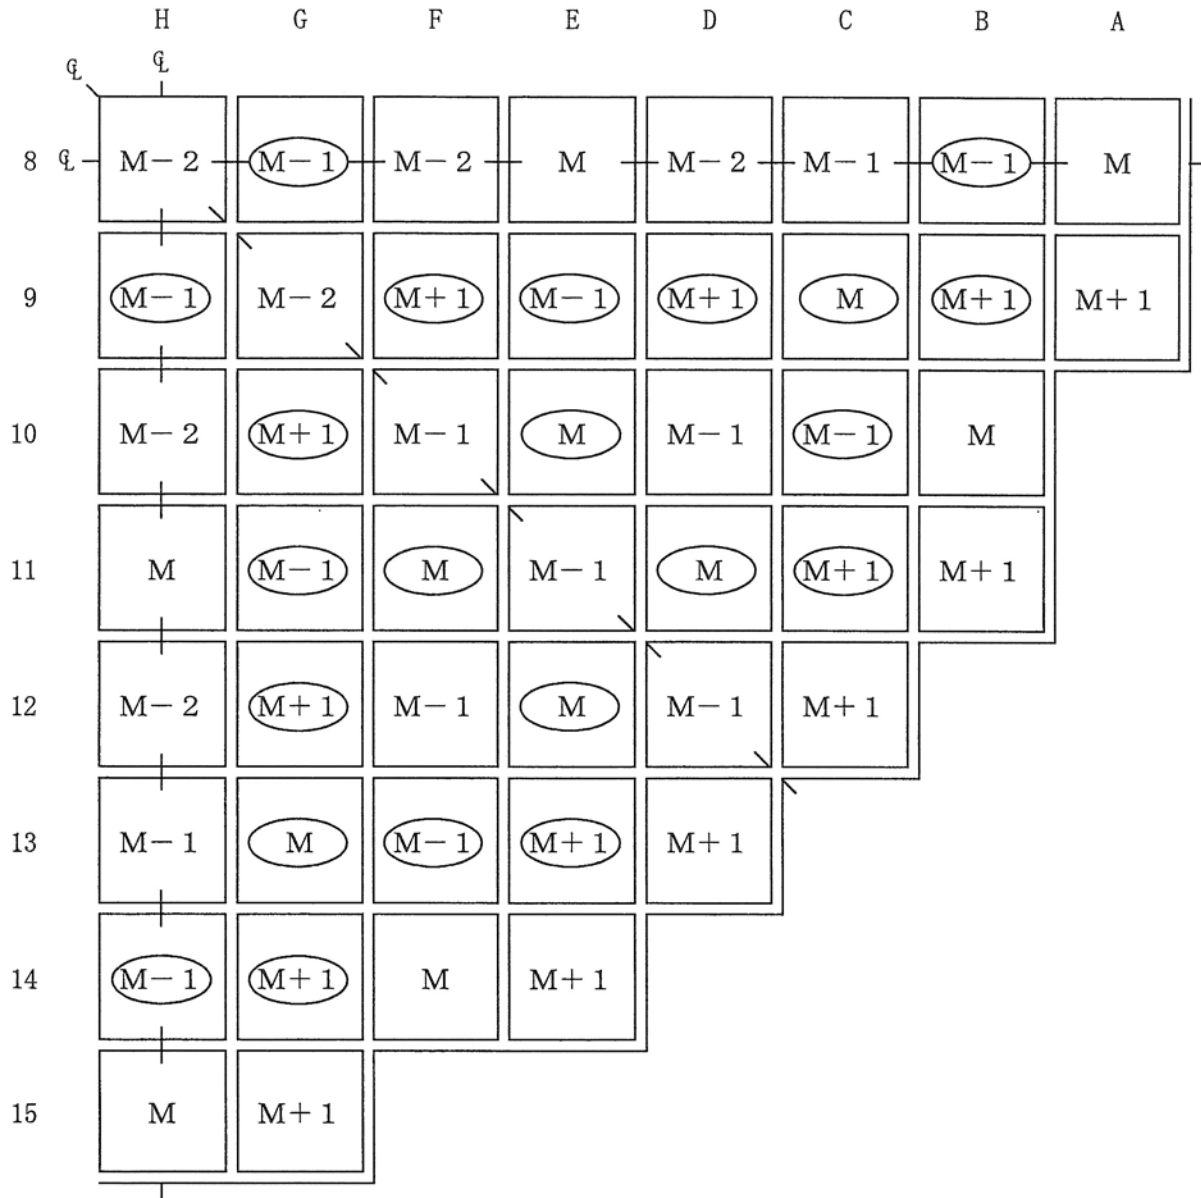 H G F E D C B A
℄ ℄
8 ℄ M－2 M－1 M－2 M M－2 M－1 M－1 M
9 M－1 M－2 M＋1 M－1 M＋1 M M＋1 M＋1
10 M－2 M＋1 M－1 M M－1 M－1 M
11 M M－1 M M－1 M M＋1 M＋1
12 M－2 M＋1 M－1 M M－1 M＋1
13 M－1 M M－1 M＋1 M＋1
14 M－1 M＋1 M M＋1
15 M M＋1